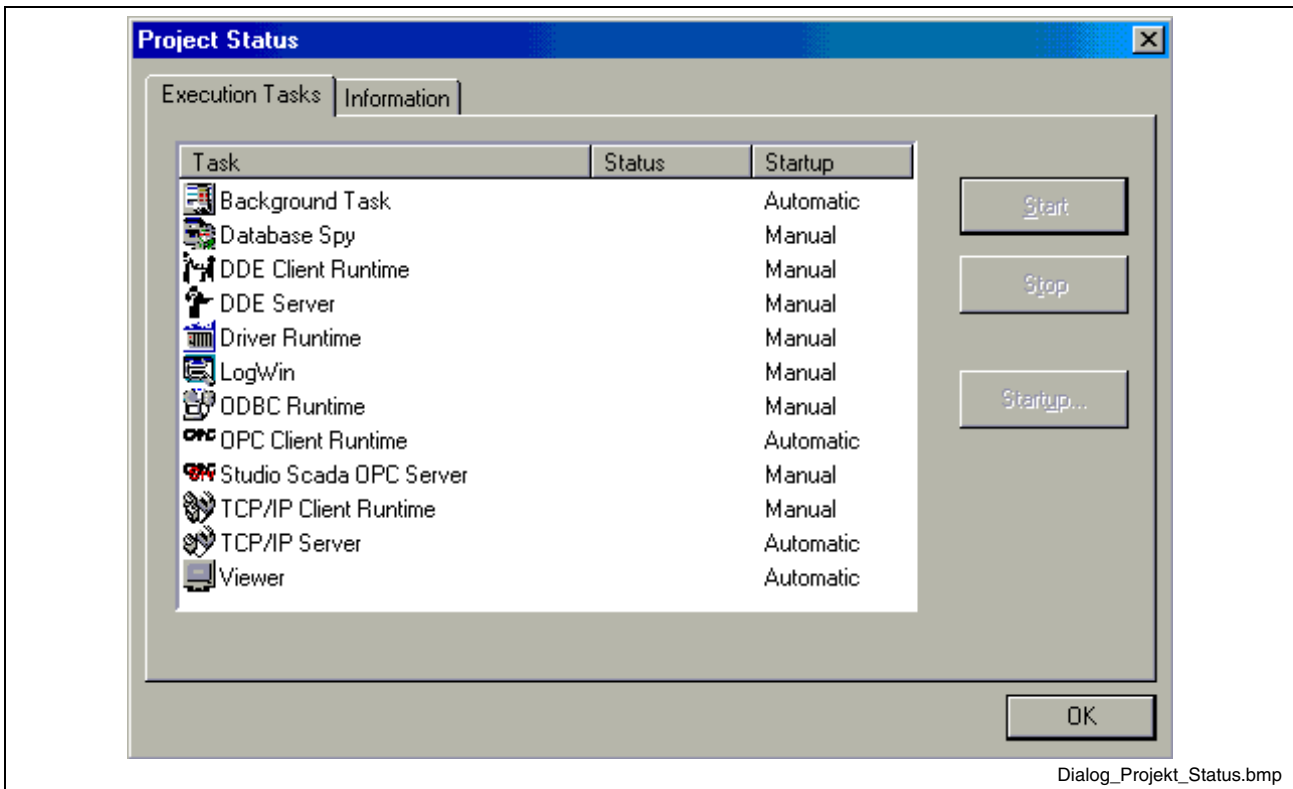 Project Status
Execution Tasks Information
Task Status Startup
Background Task Automatic
Database Spy Manual
DDE Client Runtime Manual
DDE Server Manual
Driver Runtime Manual
LogWin Manual
ODBC Runtime Manual
OPC OPC Client Runtime Automatic
OPC Studio Scada OPC Server Manual
TCP/IP Client Runtime Manual
TCP/IP Server Automatic
Viewer Automatic
Start
Stop
Startup...
OK
Dialog_Projekt_Status.bmp